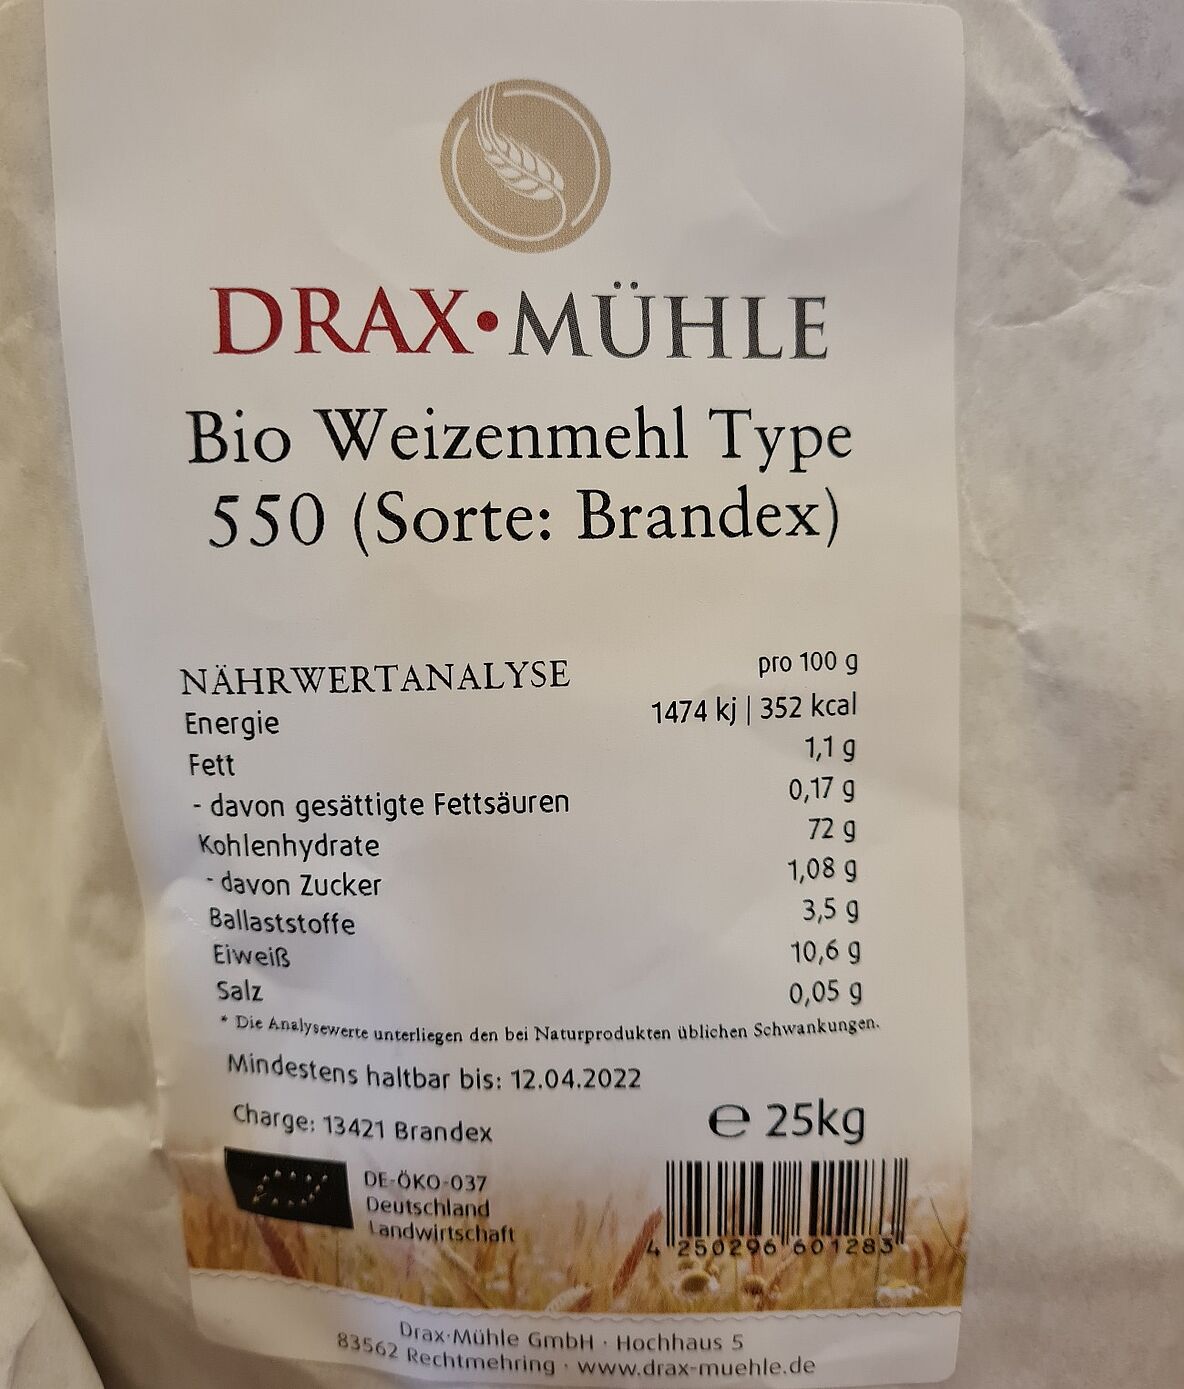 DRAX·MÜHLE
Bio Weizenmehl Type
550 (Sorte: Brandex)
NÄHRWERTANALYSE pro 100 g
Energie 1474 kj | 352 kcal
Fett 1,1 g
- davon gesättigte Fettsäuren 0,17 g
Kohlenhydrate 72 g
- davon Zucker 1,08 g
Ballaststoffe 3,5 g
Eiweiß 10,6 g
Salz 0,05 g
* Die Analysewerte unterliegen den bei Naturprodukten üblichen Schwankungen.
Mindestens haltbar bis: 12.04.2022
Charge: 13421 Brandex ℮ 25kg
DE-ÖKO-037
Deutschland
Landwirtschaft
4 250296 601283
Drax·Mühle GmbH · Hochhaus 5
83562 Rechtmehring · www.drax-muehle.de